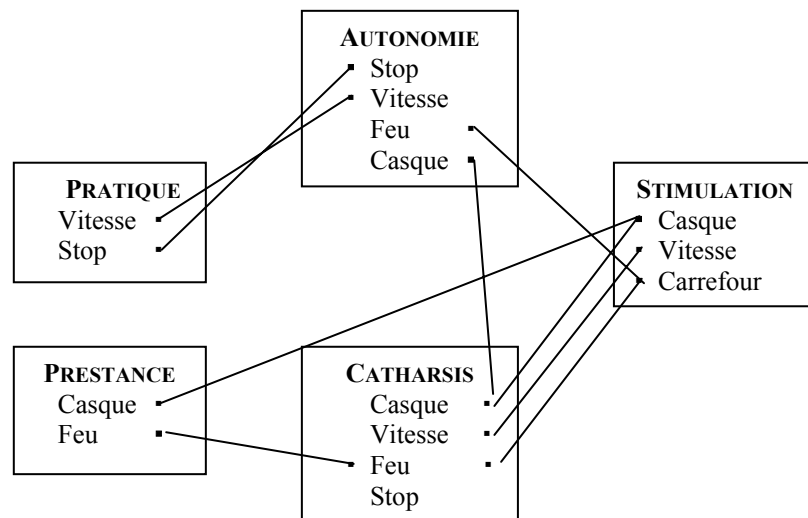 AUTONOMIE
Stop
Vitesse
Feu
Casque
PRATIQUE
Vitesse
Stop
STIMULATION
Casque
Vitesse
Carrefour
PRESTANCE
Casque
Feu
CATHARSIS
Casque
Vitesse
Feu
Stop